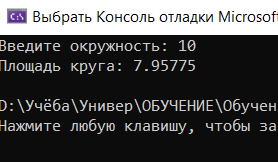 Выбрать Консоль отладки Microsoft
Введите окружность: 10
Площадь круга: 7.95775
D:\Учёба\Универ\ОБУЧЕНИЕ\Обучен
Нажмите любую клавишу, чтобы за